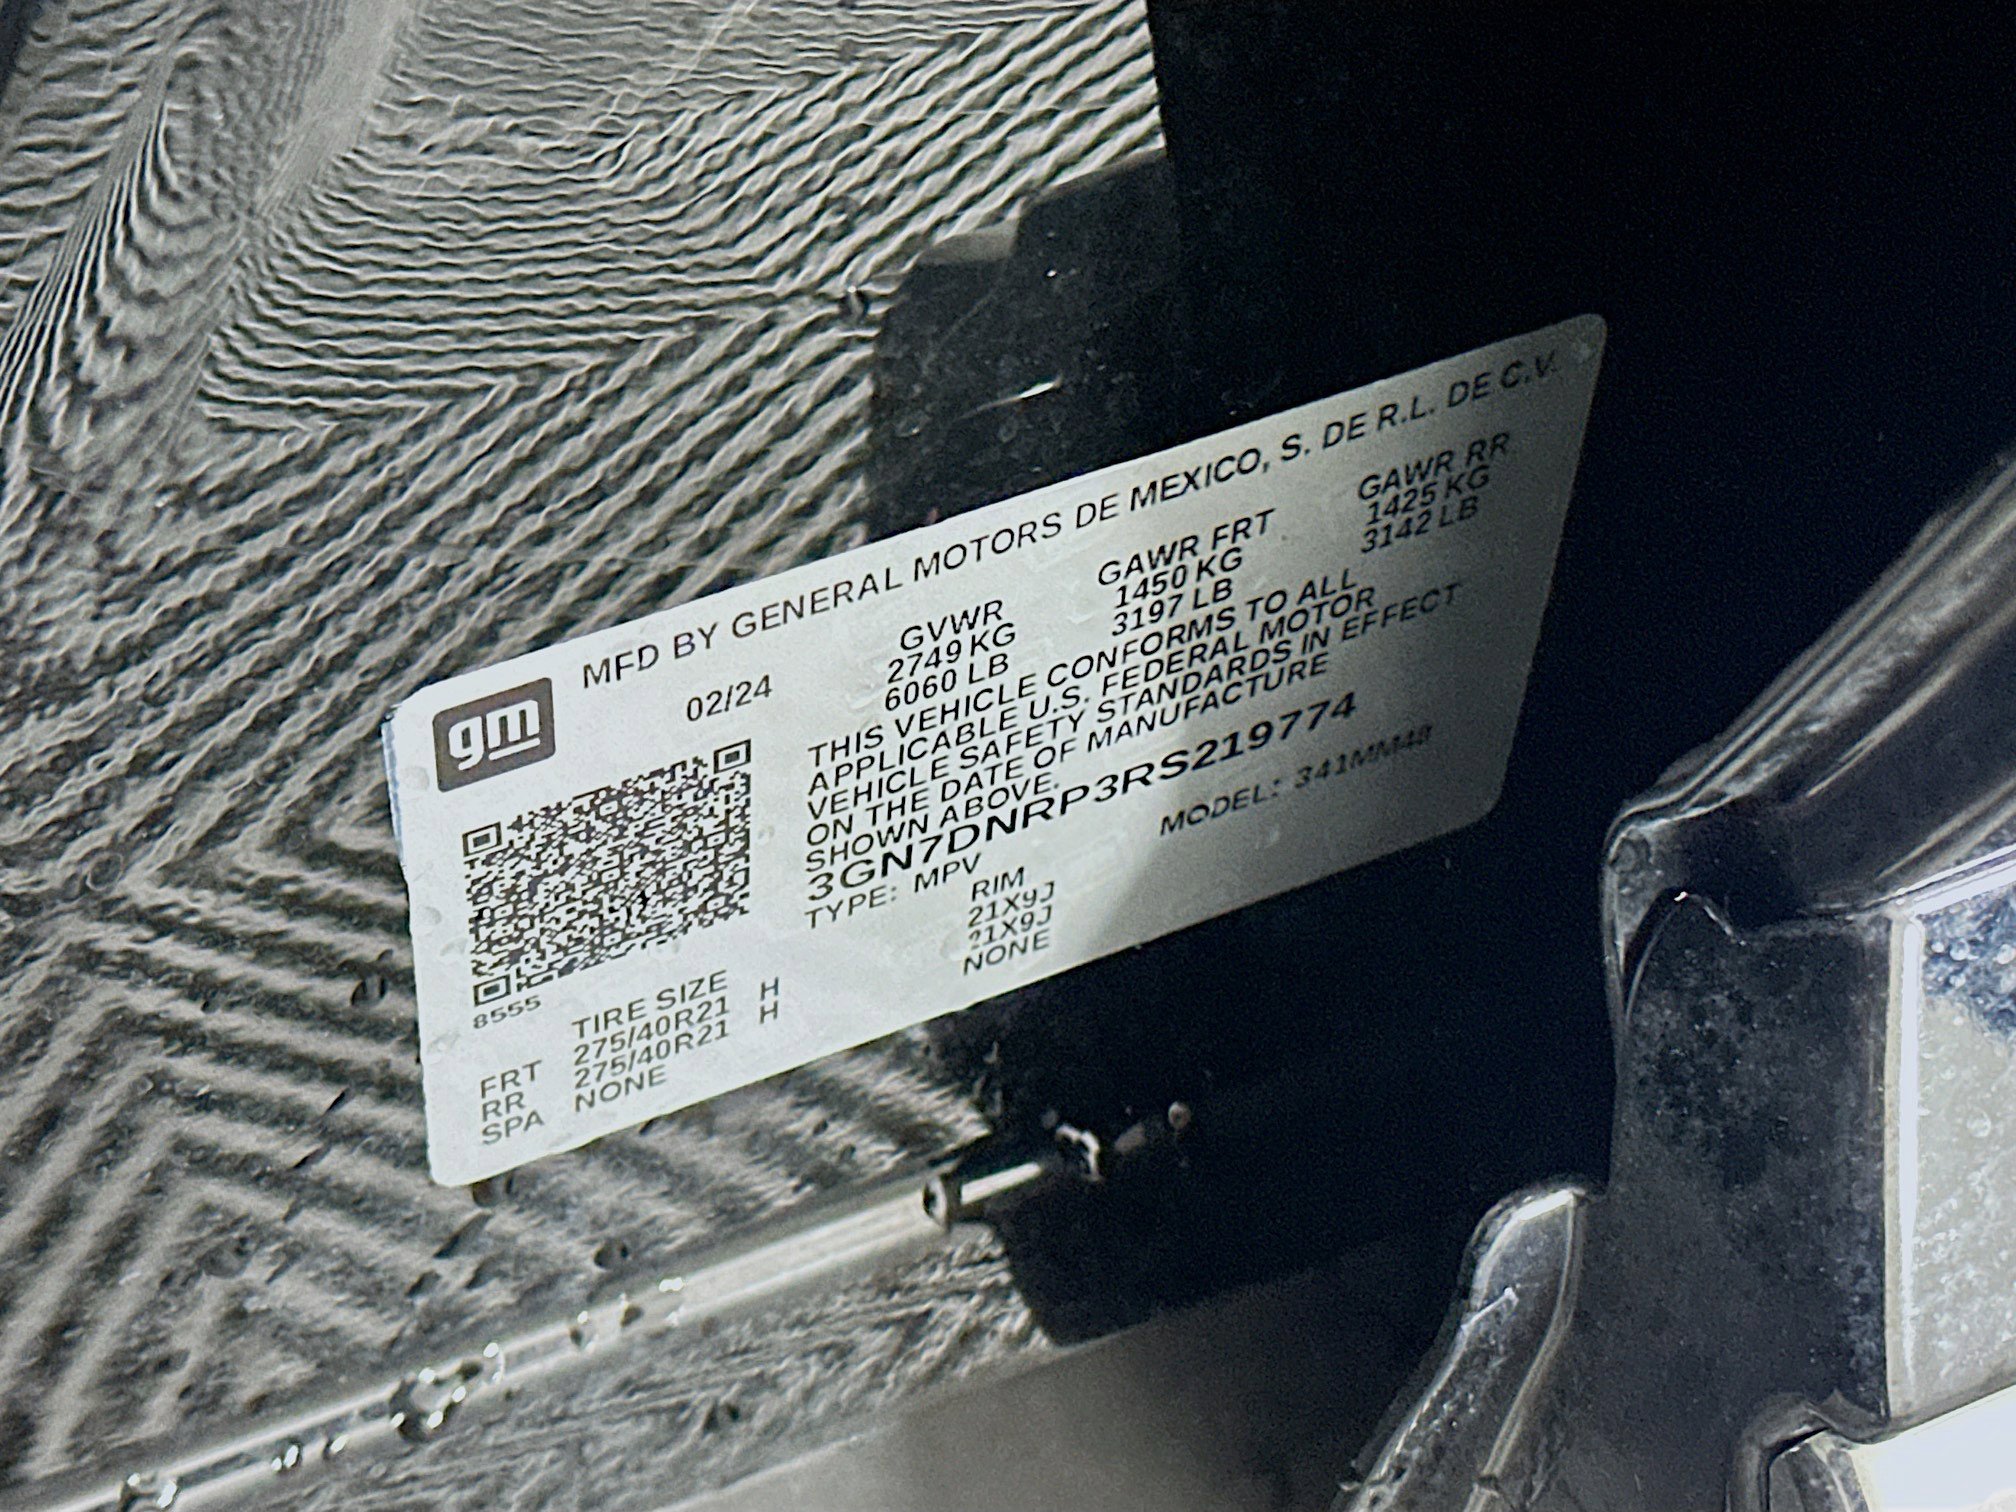 gm
MFD BY GENERAL MOTORS DE MEXICO, S. DE R.L. DE C.V.
02/24
GVWR GAWR FRT GAWR RR
2749 KG 1450 KG 1425 KG
6060 LB 3197 LB 3142 LB
THIS VEHICLE CONFORMS TO ALL
APPLICABLE U.S. FEDERAL MOTOR
VEHICLE SAFETY STANDARDS IN EFFECT
ON THE DATE OF MANUFACTURE
SHOWN ABOVE.
3GN7DNRP3RS219774
TYPE: MPV MODEL: 341MM48
8555
TIRE SIZE RIM
FRT 275/40R21 H 21X9J
RR 275/40R21 H 21X9J
SPA NONE NONE